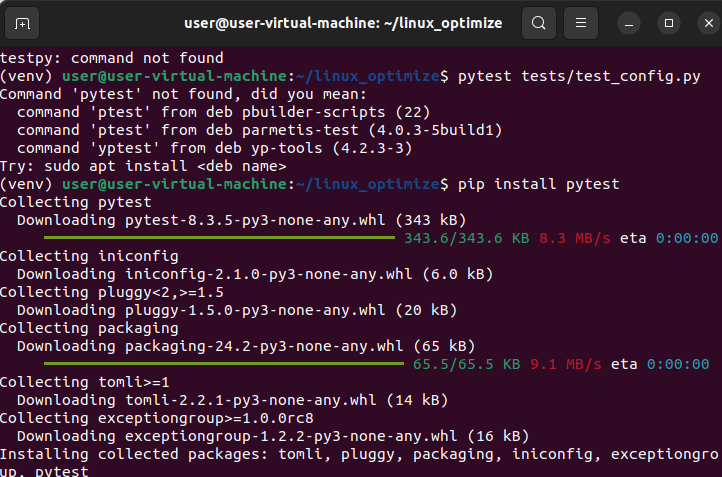 user@user-virtual-machine: ~/linux_optimize
testpy: command not found
(venv) user@user-virtual-machine:~/linux_optimize$ pytest tests/test_config.py
Command 'pytest' not found, did you mean:
  command 'ptest' from deb pbuilder-scripts (22)
  command 'ptest' from deb parmetis-test (4.0.3-5build1)
  command 'yptest' from deb yp-tools (4.2.3-3)
Try: sudo apt install <deb name>
(venv) user@user-virtual-machine:~/linux_optimize$ pip install pytest
Collecting pytest
  Downloading pytest-8.3.5-py3-none-any.whl (343 kB)
343.6/343.6 KB 8.3 MB/s eta 0:00:00
Collecting iniconfig
  Downloading iniconfig-2.1.0-py3-none-any.whl (6.0 kB)
Collecting pluggy<2,>=1.5
  Downloading pluggy-1.5.0-py3-none-any.whl (20 kB)
Collecting packaging
  Downloading packaging-24.2-py3-none-any.whl (65 kB)
65.5/65.5 KB 9.1 MB/s eta 0:00:00
Collecting tomli>=1
  Downloading tomli-2.2.1-py3-none-any.whl (14 kB)
Collecting exceptiongroup>=1.0.0rc8
  Downloading exceptiongroup-1.2.2-py3-none-any.whl (16 kB)
Installing collected packages: tomli, pluggy, packaging, iniconfig, exceptiongro
up, pytest